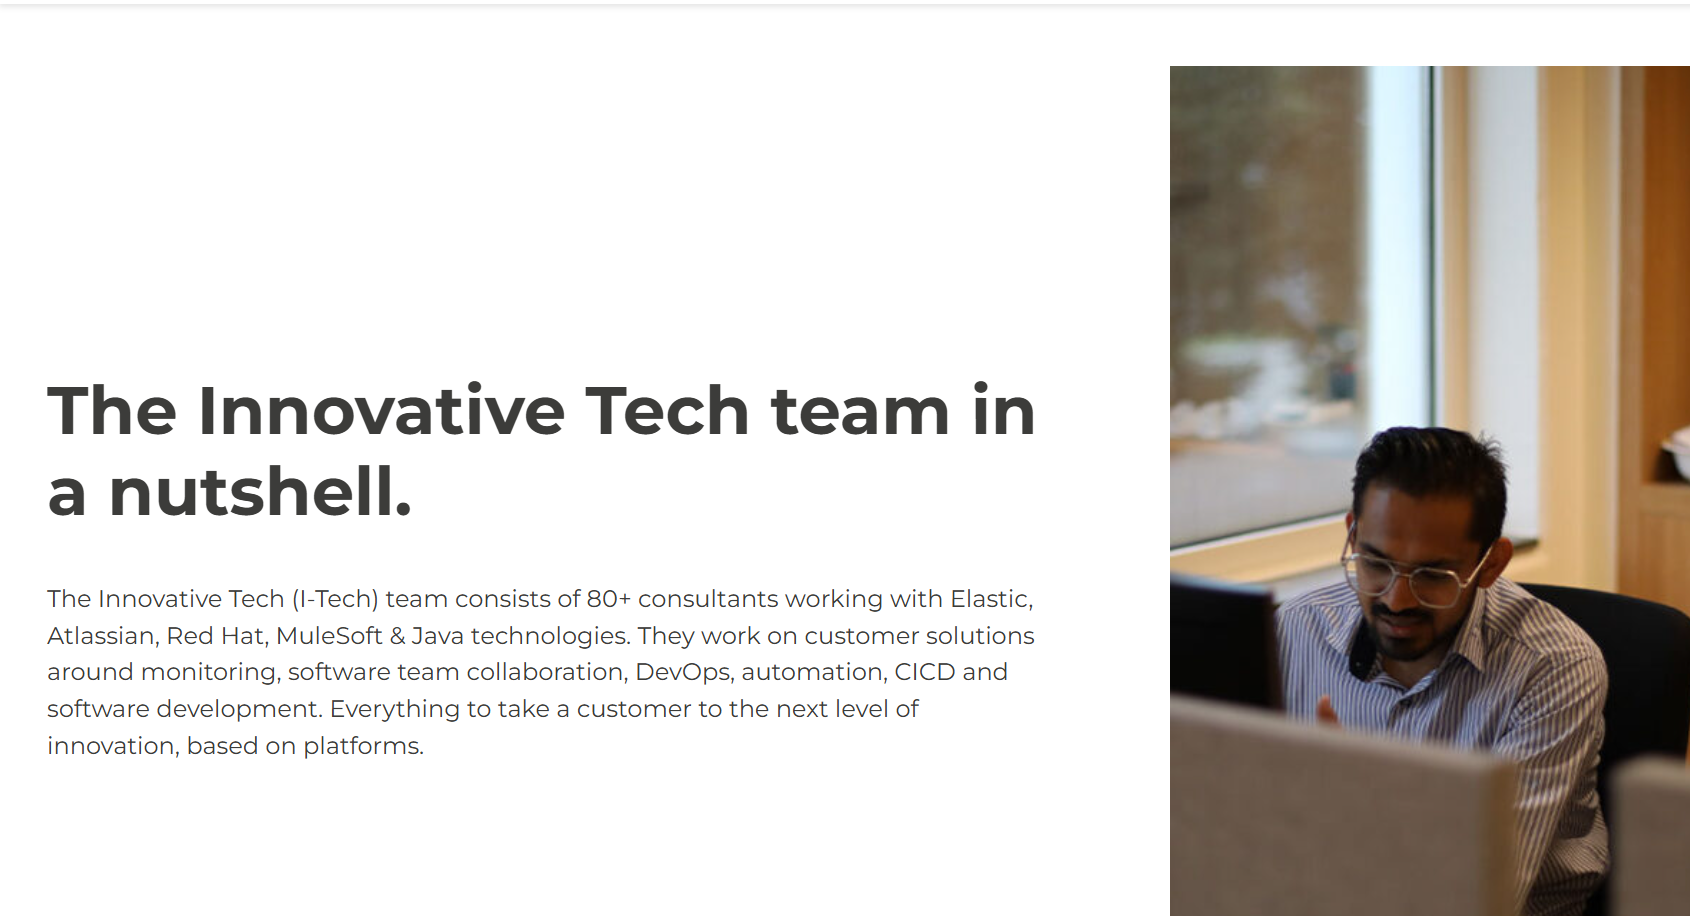 The Innovative Tech team in
a nutshell.
The Innovative Tech (I-Tech) team consists of 80+ consultants working with Elastic,
Atlassian, Red Hat, MuleSoft & Java technologies. They work on customer solutions
around monitoring, software team collaboration, DevOps, automation, CICD and
software development. Everything to take a customer to the next level of
innovation, based on platforms.